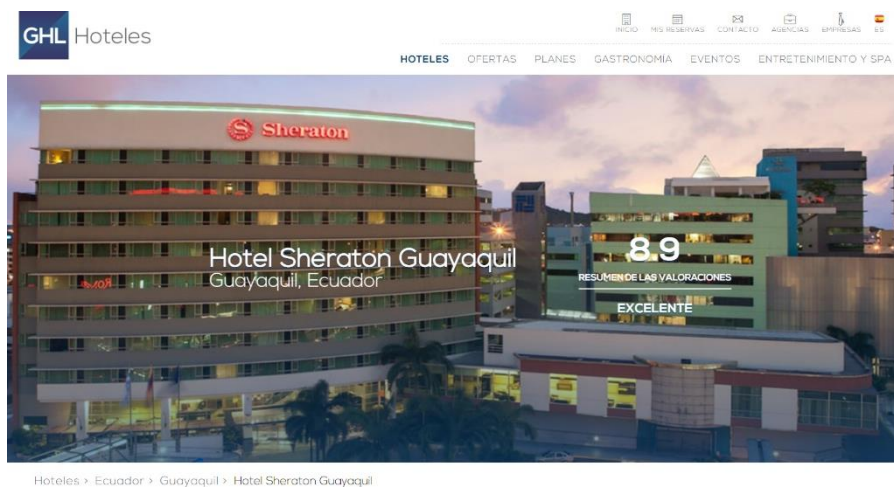 GHL Hoteles
INICIO MIS RESERVAS CONTACTO AGENCIAS EMPRESAS ES
HOTELES OFERTAS PLANES GASTRONOMÍA EVENTOS ENTRETENIMIENTO Y SPA
S Sheraton
Hotel Sheraton Guayaquil
Guayaquil, Ecuador
8.9
RESUMEN DE LAS VALORACIONES
EXCELENTE
Hoteles > Ecuador > Guayaquil > Hotel Sheraton Guayaquil